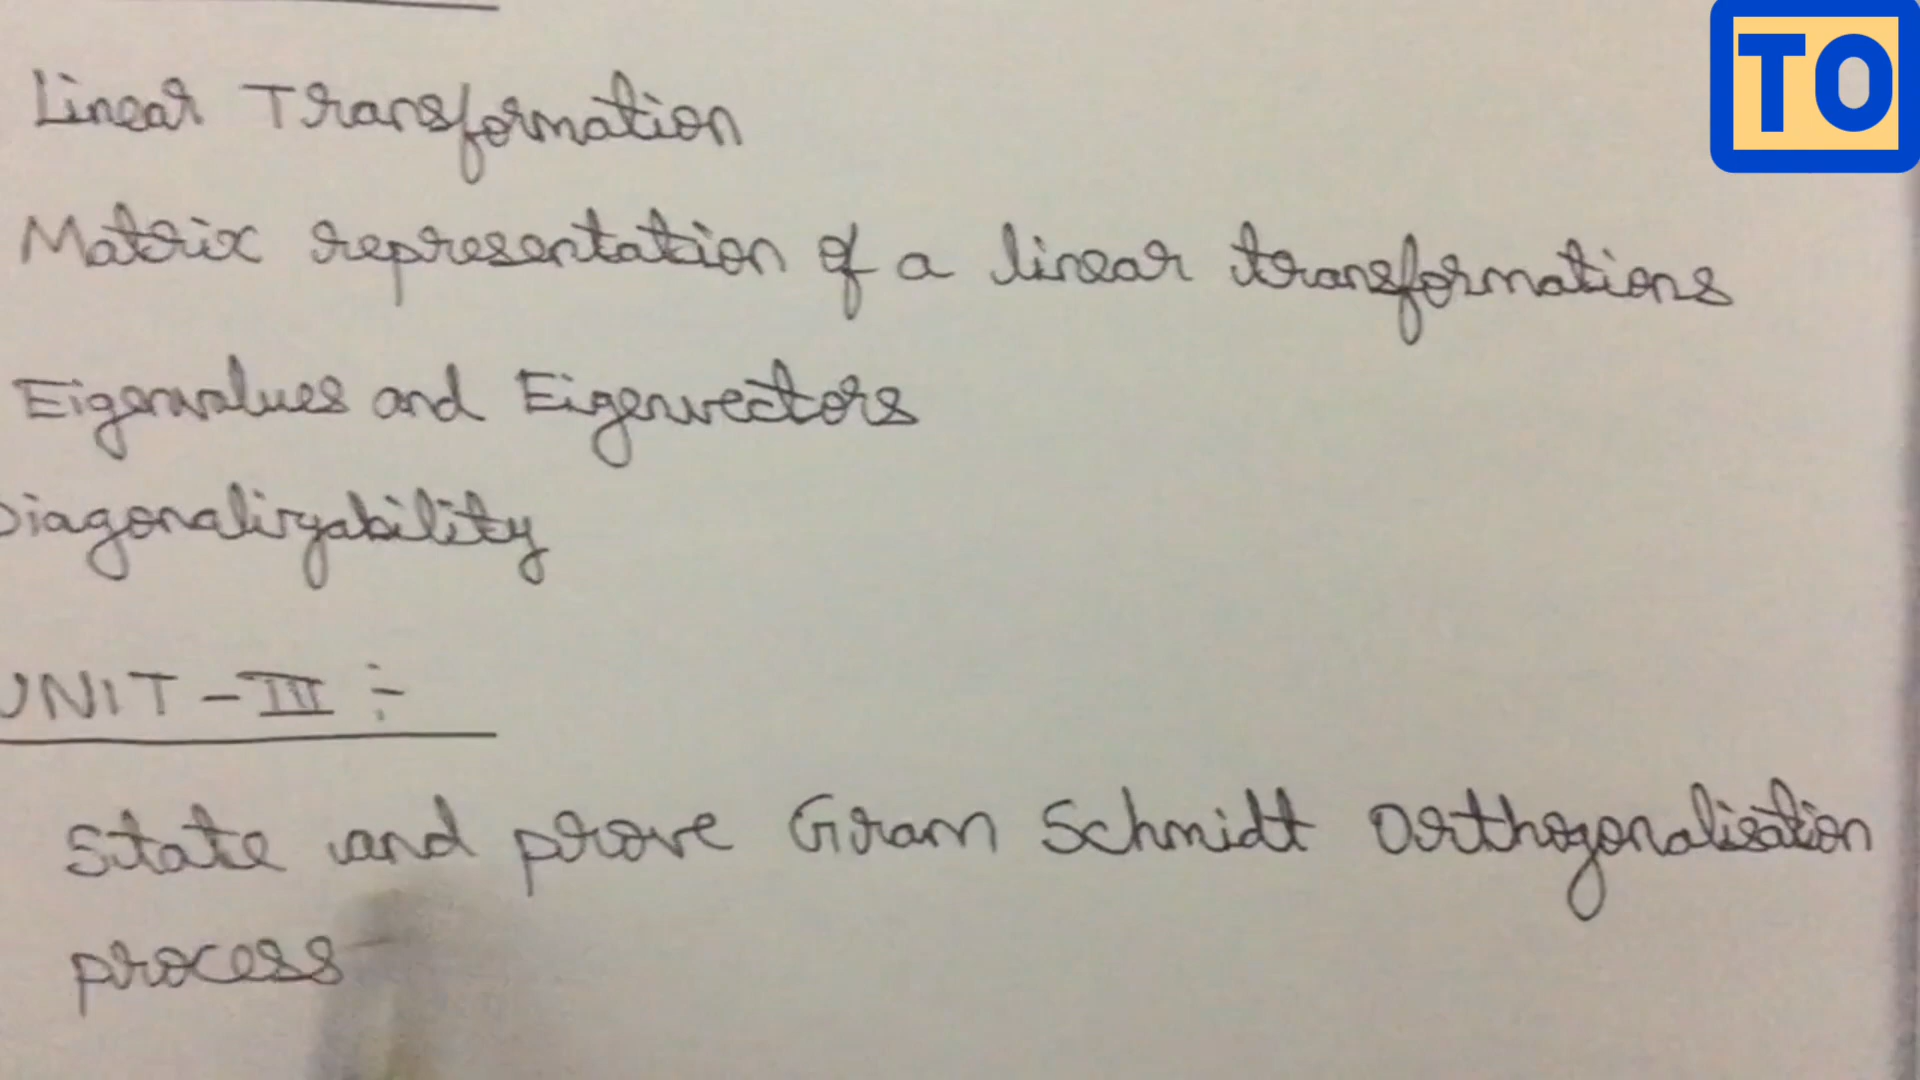 TO
Linear Transformation
Matrix representation of a linear transformations
Eigenvalues and Eigenvectors
Diagonalizability
UNIT-III :-
State and prove Gram Schmidt Orthogonalisation
process